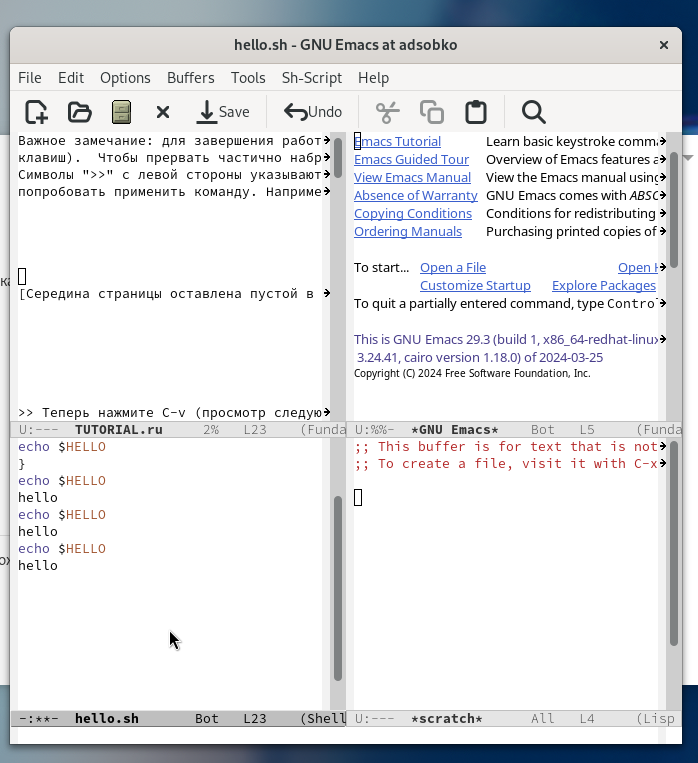 hello.sh - GNU Emacs at adsobko
File Edit Options Buffers Tools Sh-Script Help
Save Undo
Важное замечание: для завершения работ
клавиш). Чтобы прервать частично набр
Символы ">>" с левой стороны указывают
попробовать применить команду. Наприме
[Середина страницы оставлена пустой в
>> Теперь нажмите C-v (просмотр следую
U:--- TUTORIAL.ru 2% L23 (Funda
Emacs Tutorial Learn basic keystroke comm
Emacs Guided Tour Overview of Emacs features a
View Emacs Manual View the Emacs manual using
Absence of Warranty GNU Emacs comes with ABSO
Copying Conditions Conditions for redistributing
Ordering Manuals Purchasing printed copies of
To start... Open a File Open H
Customize Startup Explore Packages
To quit a partially entered command, type Contro
This is GNU Emacs 29.3 (build 1, x86_64-redhat-linux
3.24.41, cairo version 1.18.0) of 2024-03-25
Copyright (C) 2024 Free Software Foundation, Inc.
U:%%- *GNU Emacs* Bot L5 (Funda
echo $HELLO
}
echo $HELLO
hello
echo $HELLO
hello
echo $HELLO
hello
-:**- hello.sh Bot L23 (Shell
;; This buffer is for text that is not
;; To create a file, visit it with C-x
U:--- *scratch* All L4 (Lisp